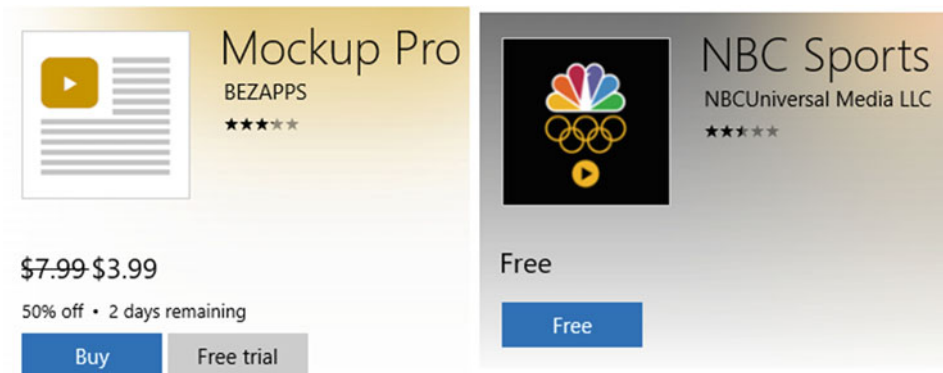 Mockup Pro
BEZAPPS
$7.99 $3.99
50% off • 2 days remaining
Buy
Free trial
NBC Sports
NBCUniversal Media LLC
Free
Free